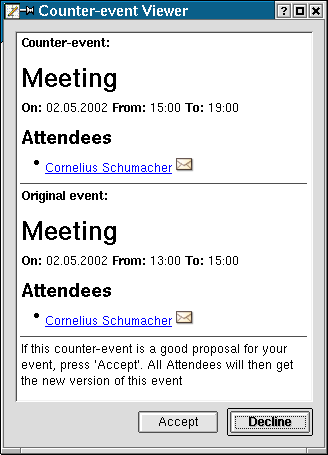 Counter-event Viewer
Counter-event:
Meeting
On: 02.05.2002 From: 15:00 To: 19:00
Attendees
Cornelius Schumacher
Original event:
Meeting
On: 02.05.2002 From: 13:00 To: 15:00
Attendees
Cornelius Schumacher
If this counter-event is a good proposal for your
event, press 'Accept'. All Attendees will then get
the new version of this event
Accept Decline